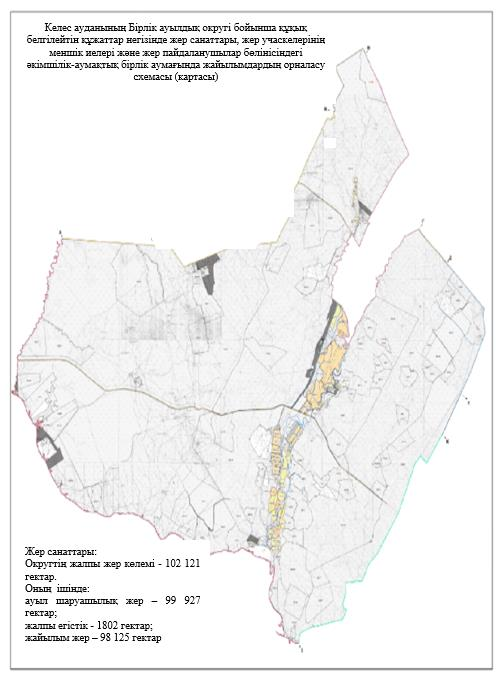 Келес ауданының Бірлік ауылдық округі бойынша құқық
белгілейтін құжаттар негізінде жер санаттары, жер учаскелерінің
меншік иелері және жер пайдаланушылар бөлінісіндегі
әкімшілік-аумақтық бірлік аумағында жайылымдардың орналасу
схемасы (картасы)
Жер санаттары:
Округтің жалпы жер көлемі - 102 121
гектар.
Оның ішінде:
ауыл шаруашылық жер – 99 927
гектар;
жалпы егістік - 1802 гектар;
жайылым жер – 98 125 гектар